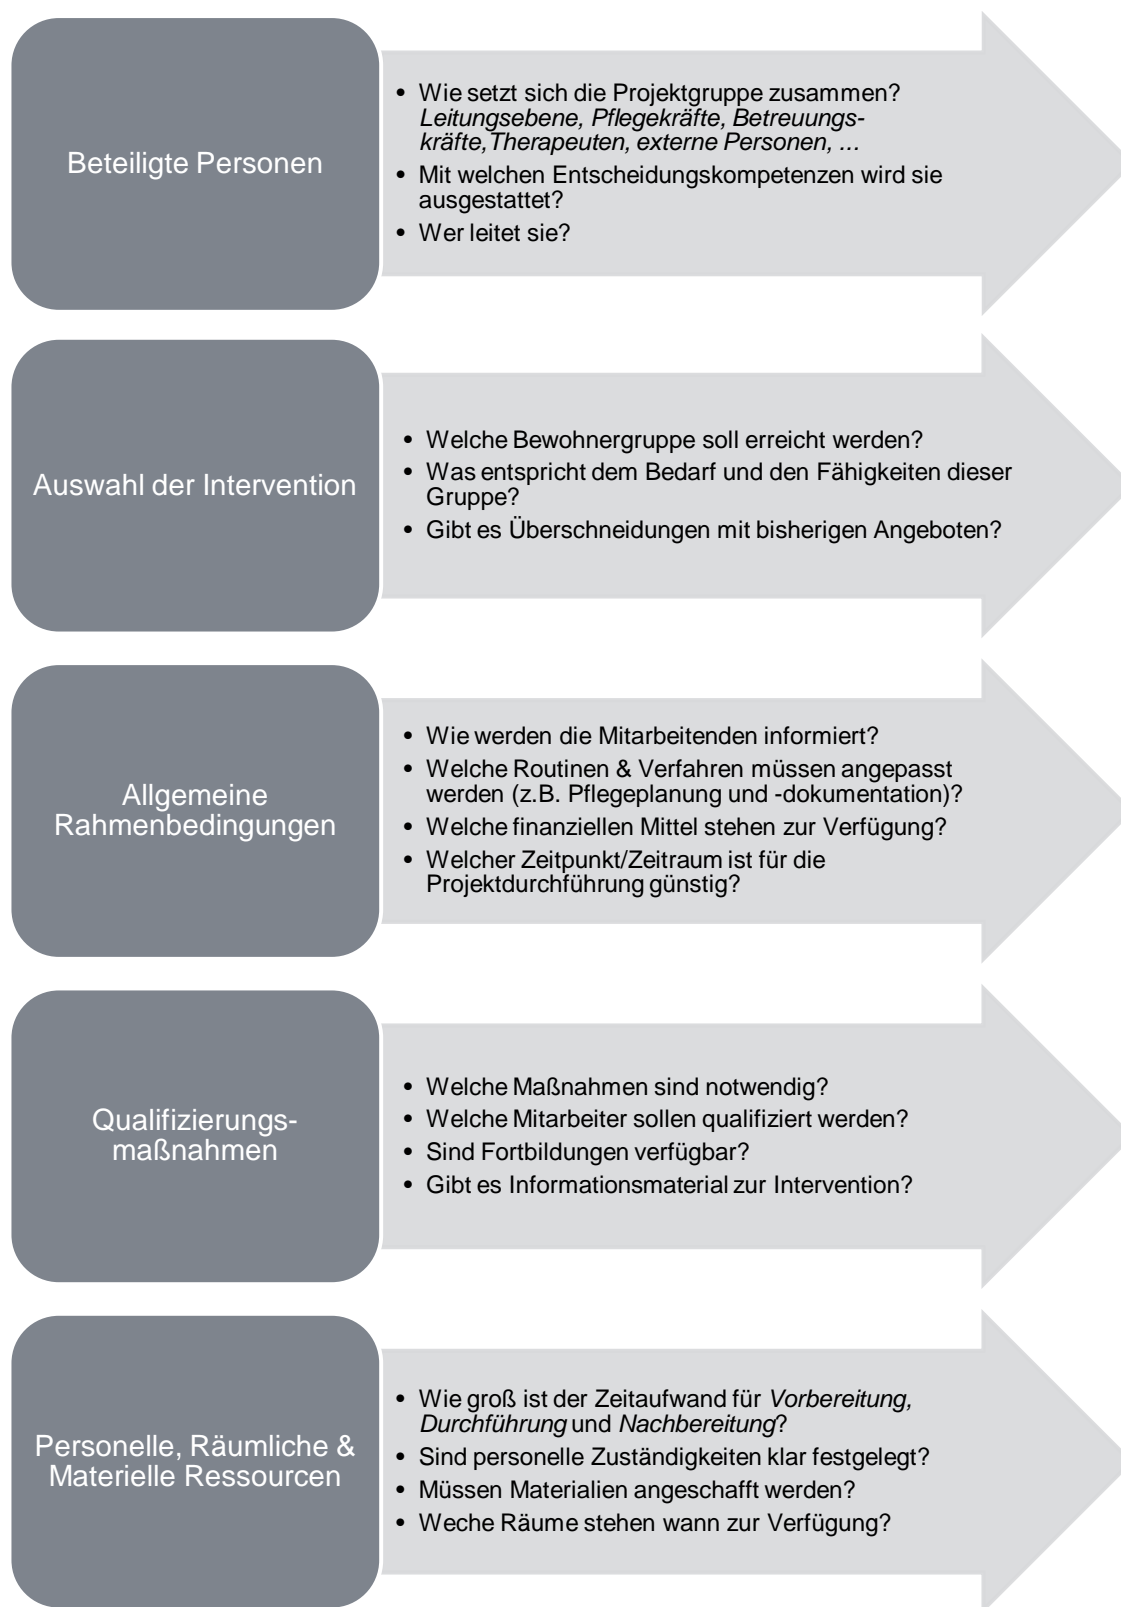 Beteiligte Personen
• Wie setzt sich die Projektgruppe zusammen?
Leitungsebene, Pflegekräfte, Betreuungs-
kräfte,Therapeuten, externe Personen, ...
• Mit welchen Entscheidungskompetenzen wird sie
ausgestattet?
• Wer leitet sie?
Auswahl der Intervention
• Welche Bewohnergruppe soll erreicht werden?
• Was entspricht dem Bedarf und den Fähigkeiten dieser
Gruppe?
• Gibt es Überschneidungen mit bisherigen Angeboten?
Allgemeine
Rahmenbedingungen
• Wie werden die Mitarbeitenden informiert?
• Welche Routinen & Verfahren müssen angepasst
werden (z.B. Pflegeplanung und -dokumentation)?
• Welche finanziellen Mittel stehen zur Verfügung?
• Welcher Zeitpunkt/Zeitraum ist für die
Projektdurchführung günstig?
Qualifizierungs-
maßnahmen
• Welche Maßnahmen sind notwendig?
• Welche Mitarbeiter sollen qualifiziert werden?
• Sind Fortbildungen verfügbar?
• Gibt es Informationsmaterial zur Intervention?
Personelle, Räumliche &
Materielle Ressourcen
• Wie groß ist der Zeitaufwand für Vorbereitung,
Durchführung und Nachbereitung?
• Sind personelle Zuständigkeiten klar festgelegt?
• Müssen Materialien angeschafft werden?
• Weche Räume stehen wann zur Verfügung?